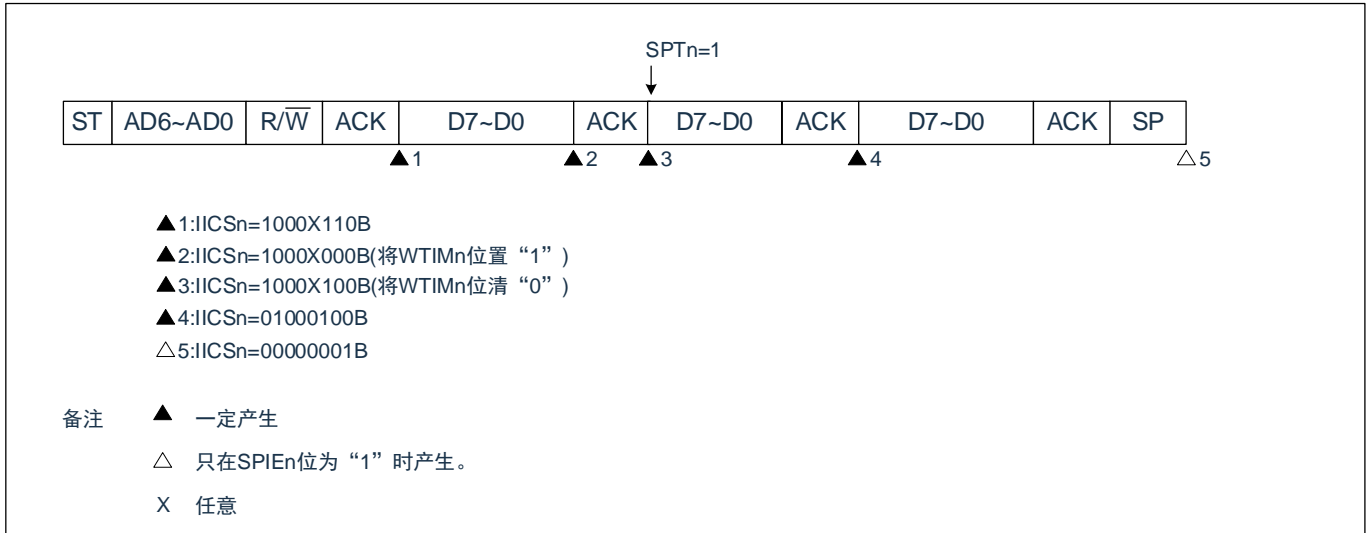 SPTn=1
ST AD6~AD0 R/W̅ ACK D7~D0 ACK D7~D0 ACK D7~D0 ACK SP
▲1 ▲2 ▲3 ▲4 △5
▲1:IICSn=1000X110B
▲2:IICSn=1000X000B(将WTIMn位置“1”)
▲3:IICSn=1000X100B(将WTIMn位清“0”)
▲4:IICSn=01000100B
△5:IICSn=00000001B
备注 ▲ 一定产生
△ 只在SPIEn位为“1”时产生。
X 任意